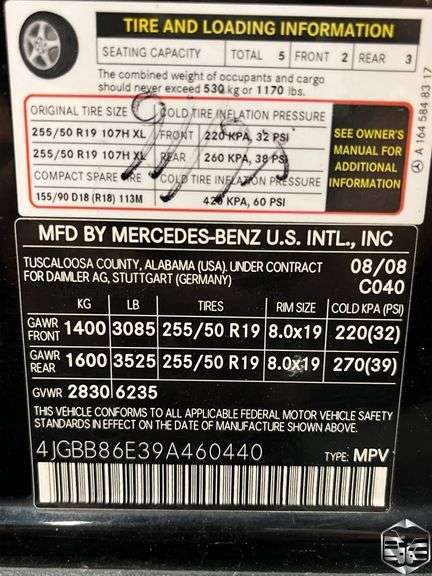 TIRE AND LOADING INFORMATION
SEATING CAPACITY TOTAL 5 FRONT 2 REAR 3
The combined weight of occupants and cargo
should never exceed 530 kg or 1170 lbs.
ORIGINAL TIRE SIZE COLD TIRE INFLATION PRESSURE
255/50 R19 107H XL FRONT 220 KPA, 32 PSI
255/50 R19 107H XL REAR 260 KPA, 38 PSI
COMPACT SPARE TIRE COLD TIRE INFLATION PRESSURE
155/90 D18 (R18) 113M 420 KPA, 60 PSI
SEE OWNER'S
MANUAL FOR
ADDITIONAL
INFORMATION
A 164 584 83 17
MFD BY MERCEDES-BENZ U.S. INTL., INC
TUSCALOOSA COUNTY, ALABAMA (USA). UNDER CONTRACT
FOR DAIMLER AG, STUTTGART (GERMANY)
08/08
C040
KG LB TIRES RIM SIZE COLD KPA (PSI)
GAWR FRONT 1400 3085 255/50 R19 8.0x19 220(32)
GAWR REAR 1600 3525 255/50 R19 8.0x19 270(39)
GVWR 2830 6235
THIS VEHICLE CONFORMS TO ALL APPLICABLE FEDERAL MOTOR VEHICLE SAFETY
STANDARDS IN EFFECT ON THE DATE OF MANUFACTURE SHOWN ABOVE.
4JGBB86E39A460440 TYPE: MPV